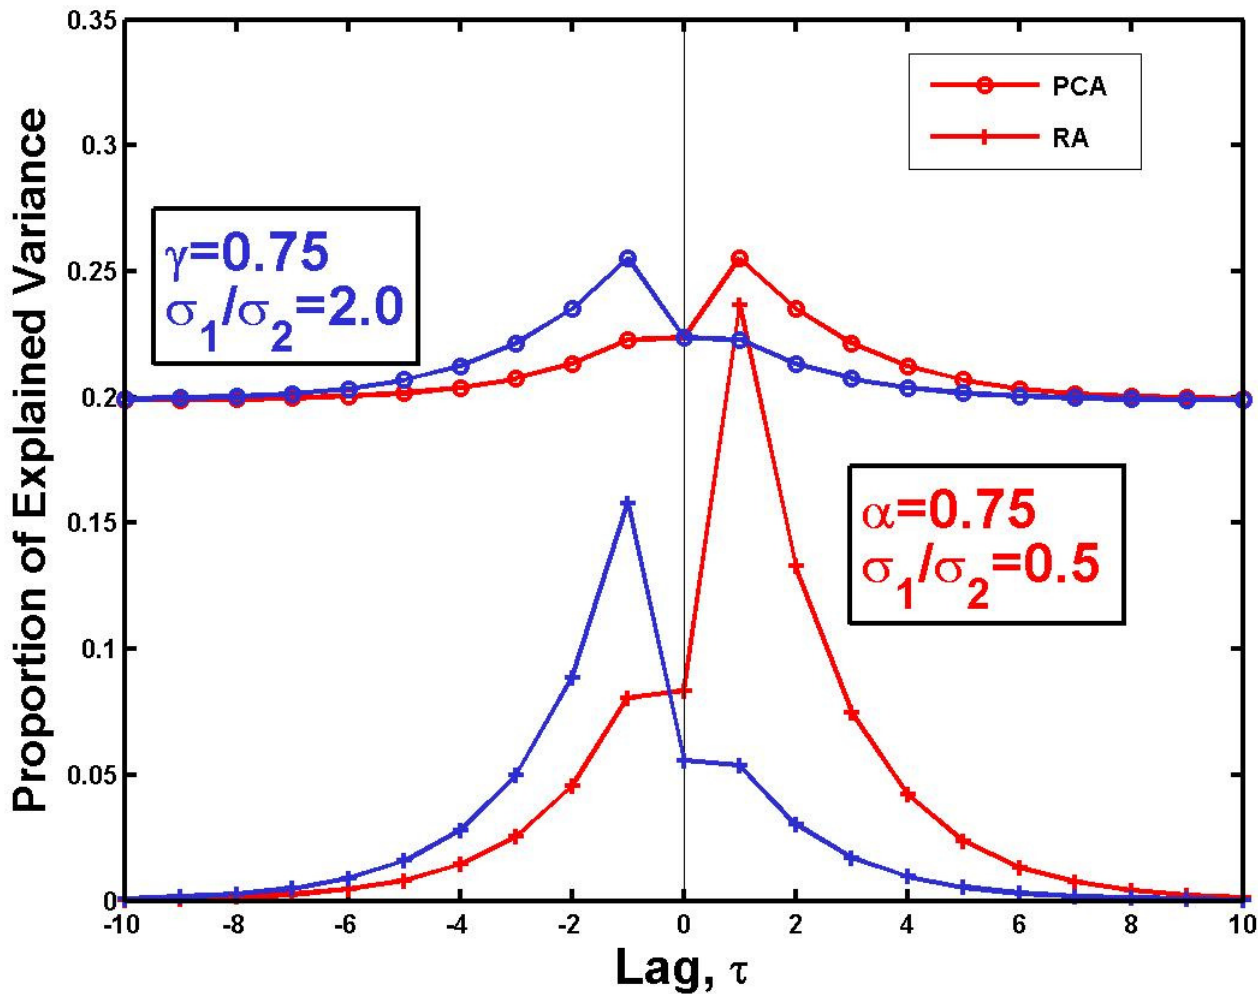 0.35
0.3
0.25
0.2
0.15
0.1
0.05
0
Proportion of Explained Variance
PCA
RA
γ=0.75
σ1/σ2=2.0
α=0.75
σ1/σ2=0.5
-10 -8 -6 -4 -2 0 2 4 6 8 10
Lag, τ